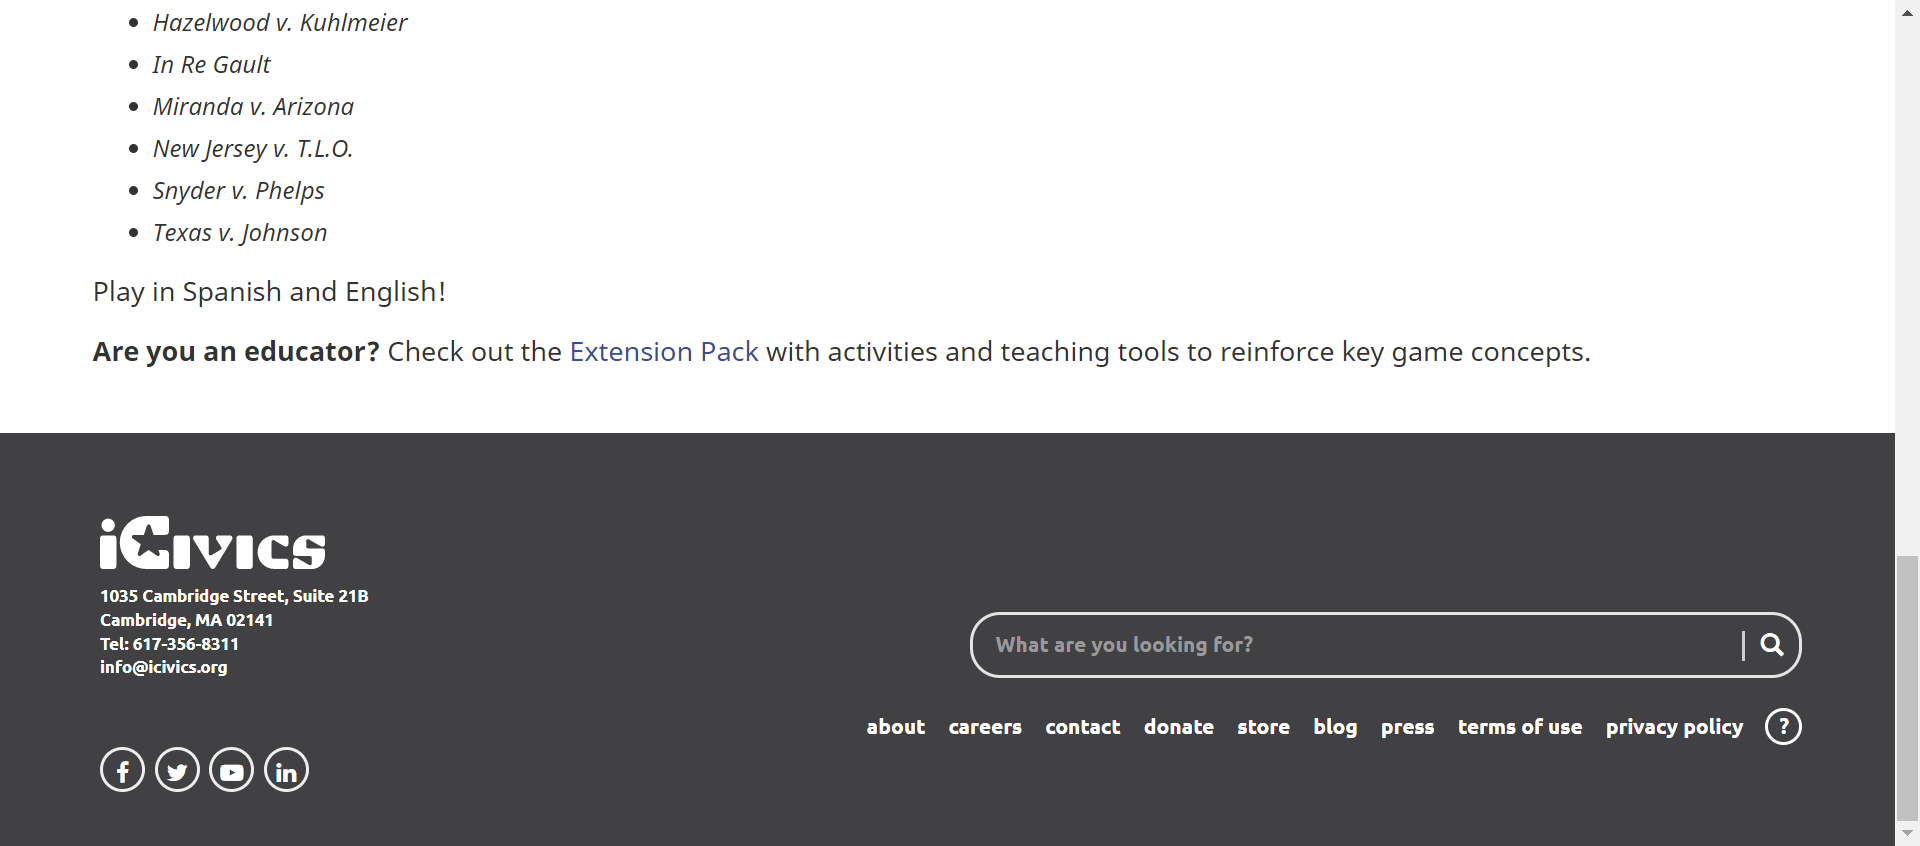 Hazelwood v. Kuhlmeier
In Re Gault
Miranda v. Arizona
New Jersey v. T.L.O.
Snyder v. Phelps
Texas v. Johnson
Play in Spanish and English!
Are you an educator? Check out the Extension Pack with activities and teaching tools to reinforce key game concepts.
iCivics
1035 Cambridge Street, Suite 21B
Cambridge, MA 02141
Tel: 617-356-8311
info@icivics.org
What are you looking for?
about careers contact donate store blog press terms of use privacy policy ?